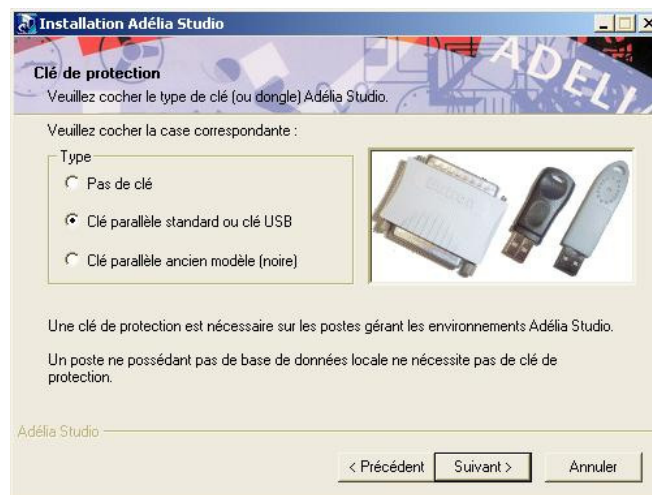 Installation Adélia Studio
ADELIA
Clé de protection
Veuillez cocher le type de clé (ou dongle) Adélia Studio.
Veuillez cocher la case correspondante :
Type
Pas de clé
Clé parallèle standard ou clé USB
Clé parallèle ancien modèle (noire)
Une clé de protection est nécessaire sur les postes gérant les environnements Adélia Studio.
Un poste ne possédant pas de base de données locale ne nécessite pas de clé de
protection.
Adélia Studio
< Précédent
Suivant >
Annuler